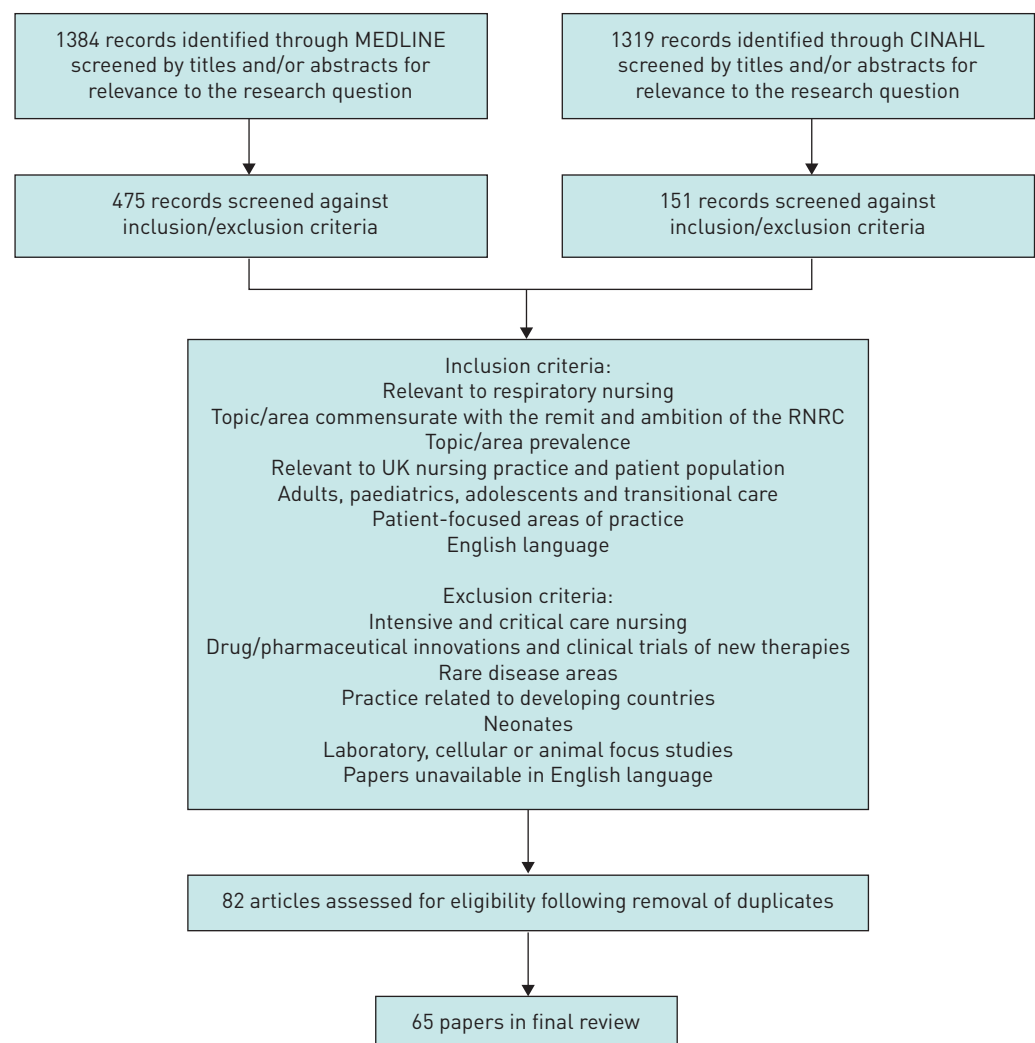 1384 records identified through MEDLINE
screened by titles and/or abstracts for
relevance to the research question
1319 records identified through CINAHL
screened by titles and/or abstracts for
relevance to the research question
475 records screened against
inclusion/exclusion criteria
151 records screened against
inclusion/exclusion criteria
Inclusion criteria:
Relevant to respiratory nursing
Topic/area commensurate with the remit and ambition of the RNRC
Topic/area prevalence
Relevant to UK nursing practice and patient population
Adults, paediatrics, adolescents and transitional care
Patient-focused areas of practice
English language
Exclusion criteria:
Intensive and critical care nursing
Drug/pharmaceutical innovations and clinical trials of new therapies
Rare disease areas
Practice related to developing countries
Neonates
Laboratory, cellular or animal focus studies
Papers unavailable in English language
82 articles assessed for eligibility following removal of duplicates
65 papers in final review